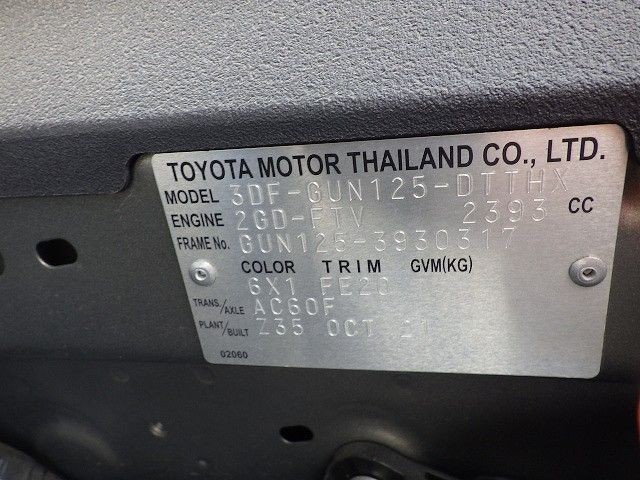 TOYOTA MOTOR THAILAND CO., LTD.
MODEL 3DF-GUN125-DTTHX
ENGINE 2GD-FTV 2393 CC
FRAME No. GUN125-3930317
COLOR TRIM GVM(KG)
6X1 FE20
TRANS./AXLE AC60F
PLANT/BUILT Z35 OCT 21
02060